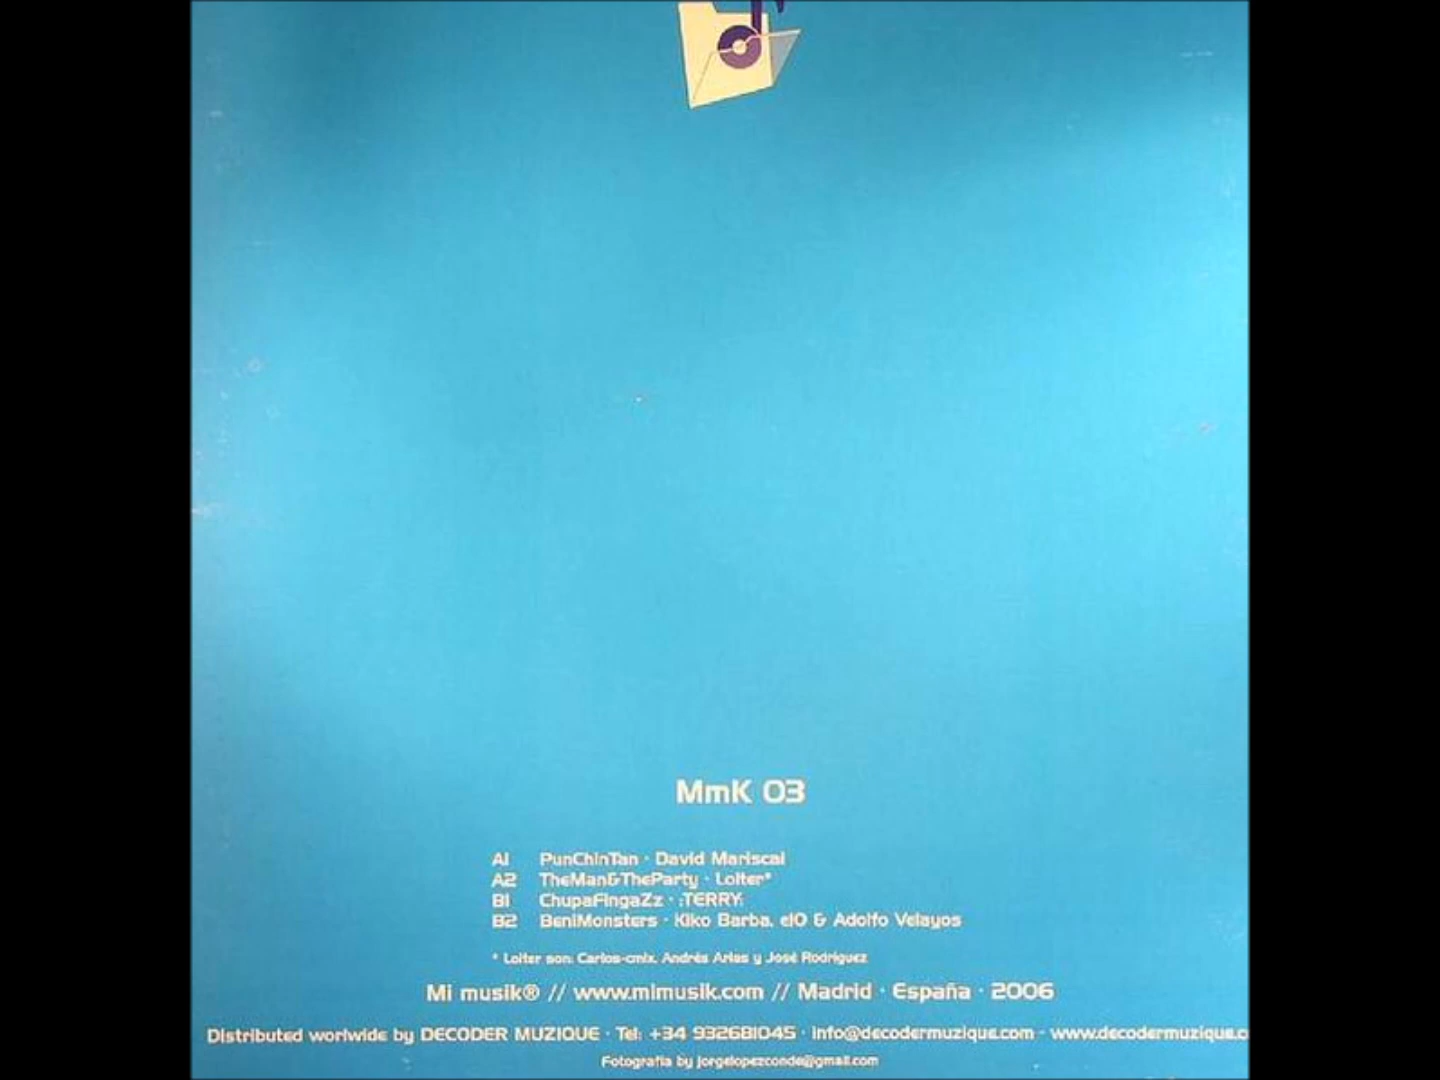 MmK 03
A1 PunChinTan · David Mariscal
A2 TheMan&TheParty · Loiter*
B1 ChupaFingaZz · :TERRY:
B2 BeniMonsters · Kiko Barba, elO & Adolfo Velayos
* Loiter son: Carlos-cmix, Andrés Arias y José Rodríguez
Mi musik® // www.mimusik.com // Madrid · España · 2006
Distributed worlwide by DECODER MUZIQUE · Tel: +34 932681045 · info@decodermuzique.com - www.decodermuzique.c
Fotografía by jorgelopezconde@gmail.com